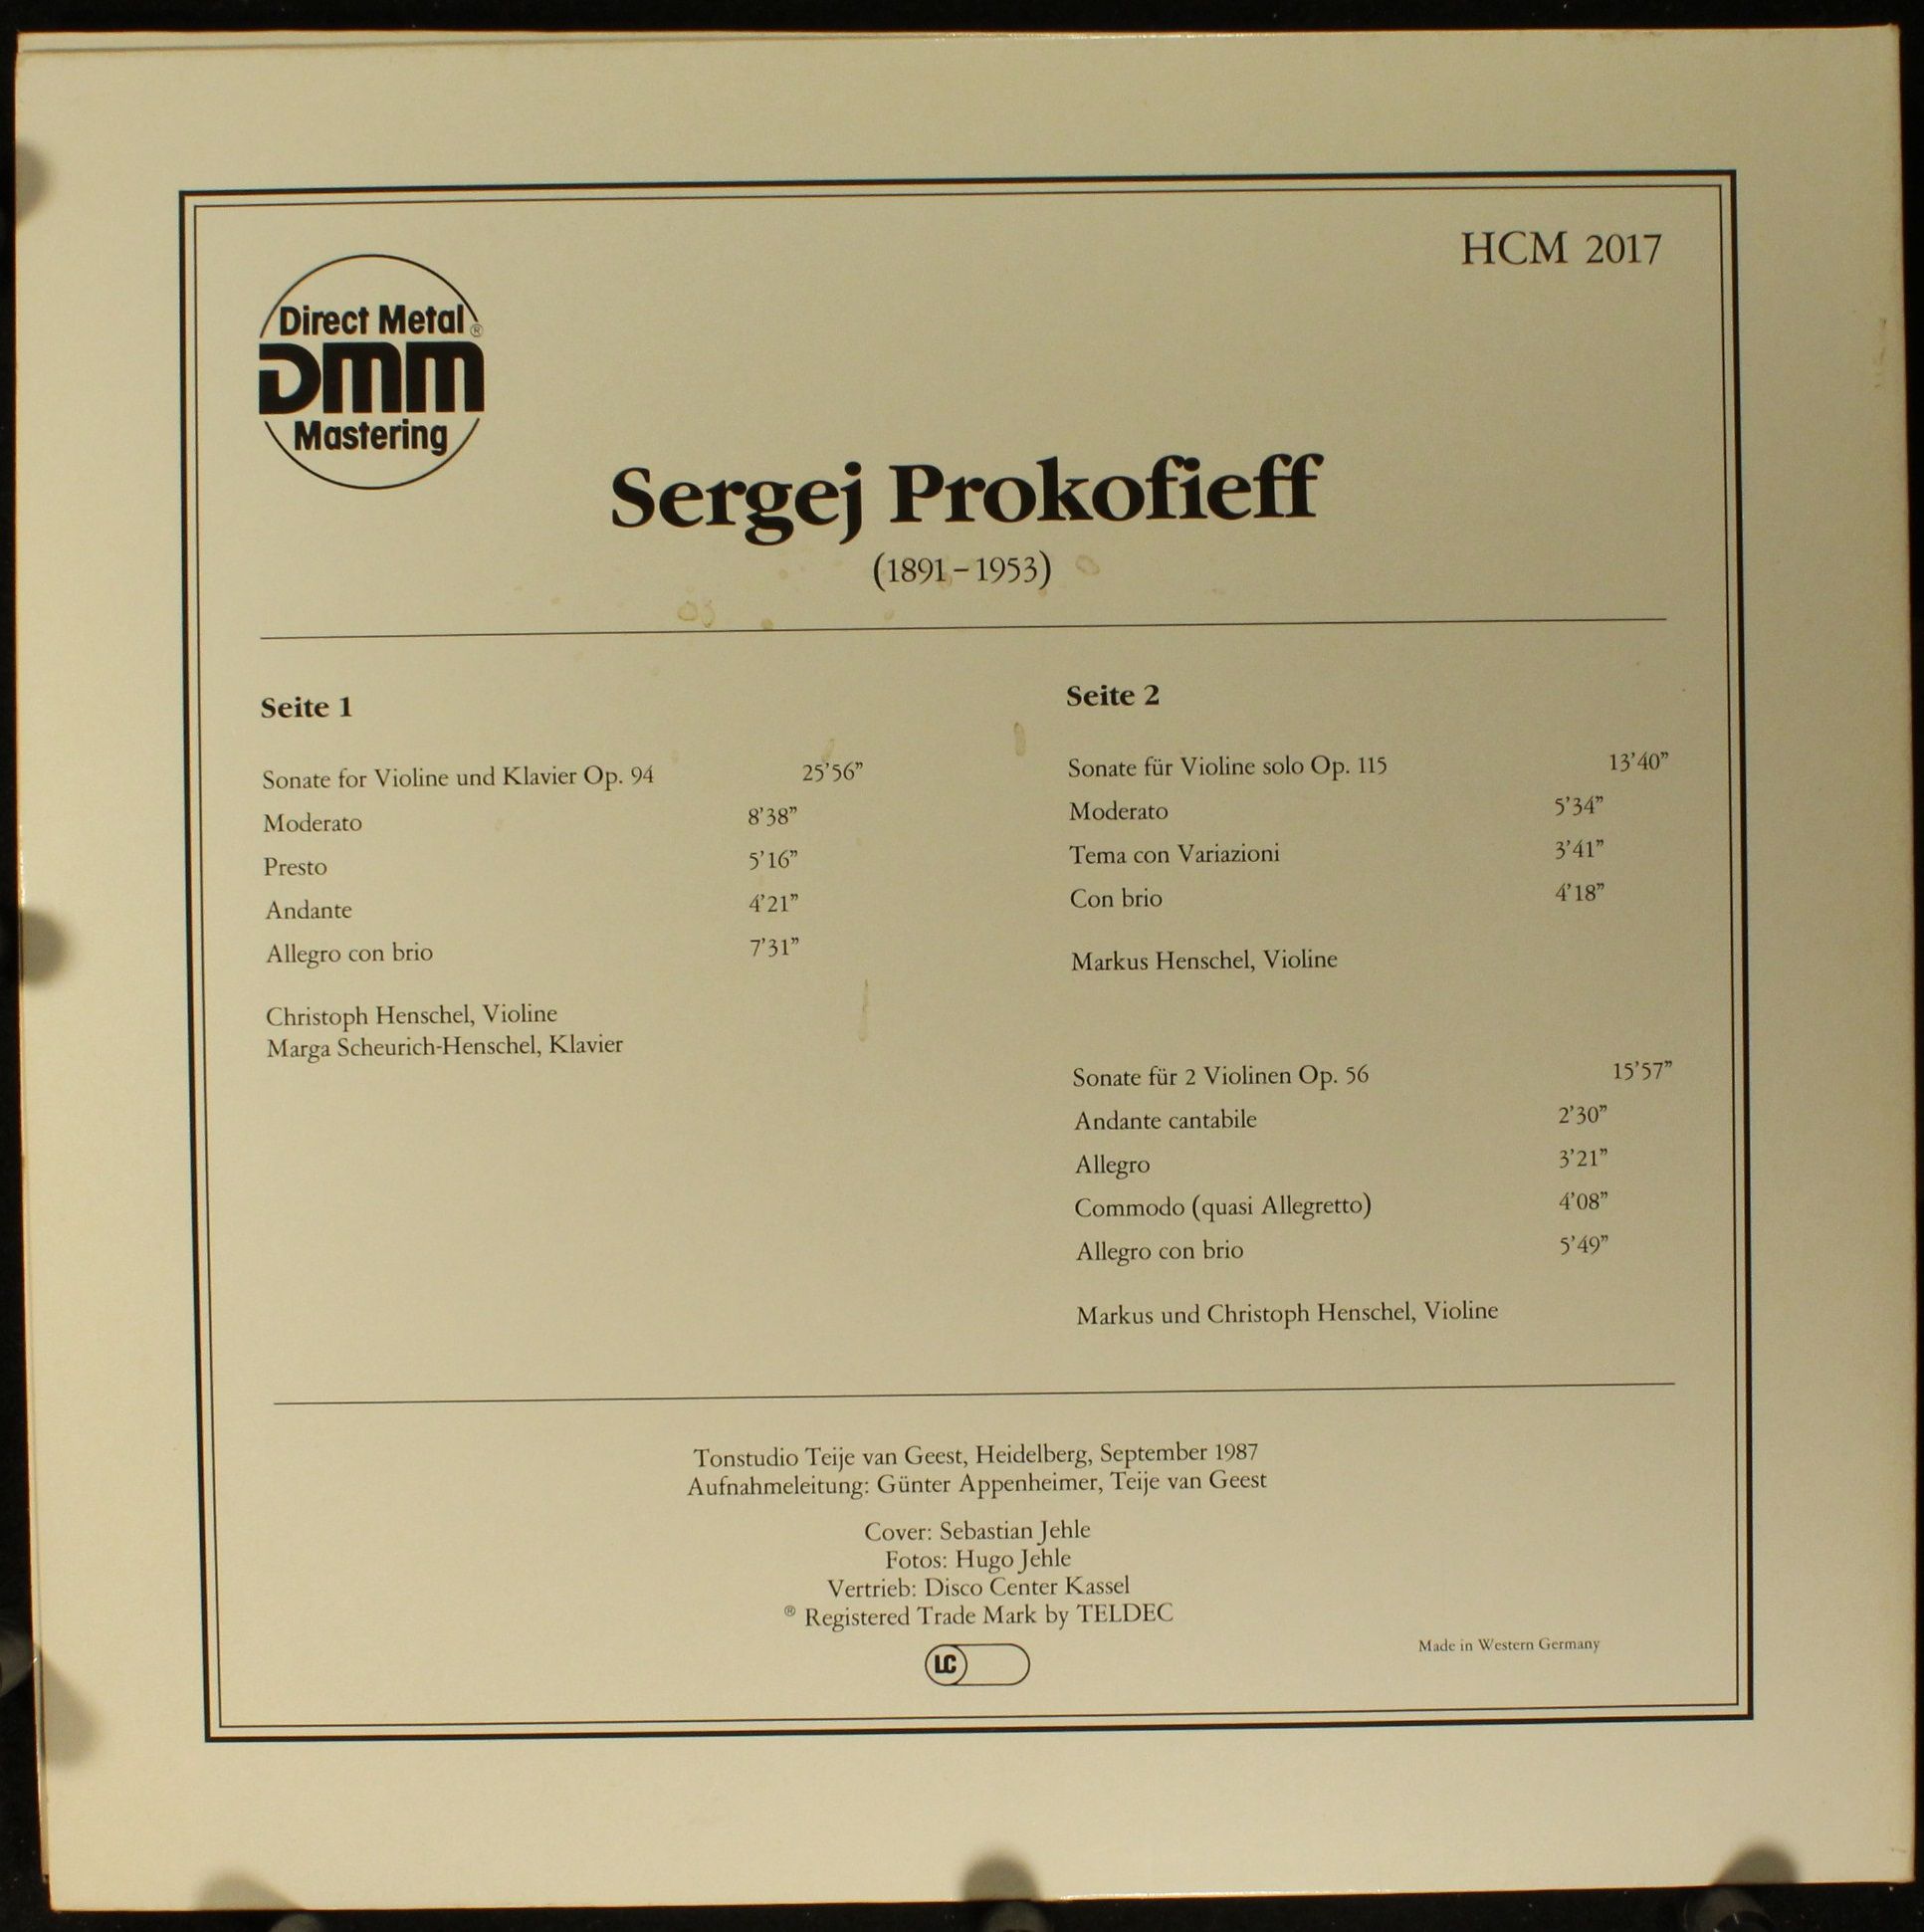 HCM 2017
Direct Metal®
DMM
Mastering
Sergej Prokofieff
(1891–1953)
Seite 1
Sonate for Violine und Klavier Op. 94 25’56”
Moderato 8’38”
Presto 5’16”
Andante 4’21”
Allegro con brio 7’31”
Christoph Henschel, Violine
Marga Scheurich-Henschel, Klavier
Seite 2
Sonate für Violine solo Op. 115 13’40”
Moderato 5’34”
Tema con Variazioni 3’41”
Con brio 4’18”
Markus Henschel, Violine
Sonate für 2 Violinen Op. 56 15’57”
Andante cantabile 2’30”
Allegro 3’21”
Commodo (quasi Allegretto) 4’08”
Allegro con brio 5’49”
Markus und Christoph Henschel, Violine
Tonstudio Teije van Geest, Heidelberg, September 1987
Aufnahmeleitung: Günter Appenheimer, Teije van Geest
Cover: Sebastian Jehle
Fotos: Hugo Jehle
Vertrieb: Disco Center Kassel
® Registered Trade Mark by TELDEC
LC
Made in Western Germany